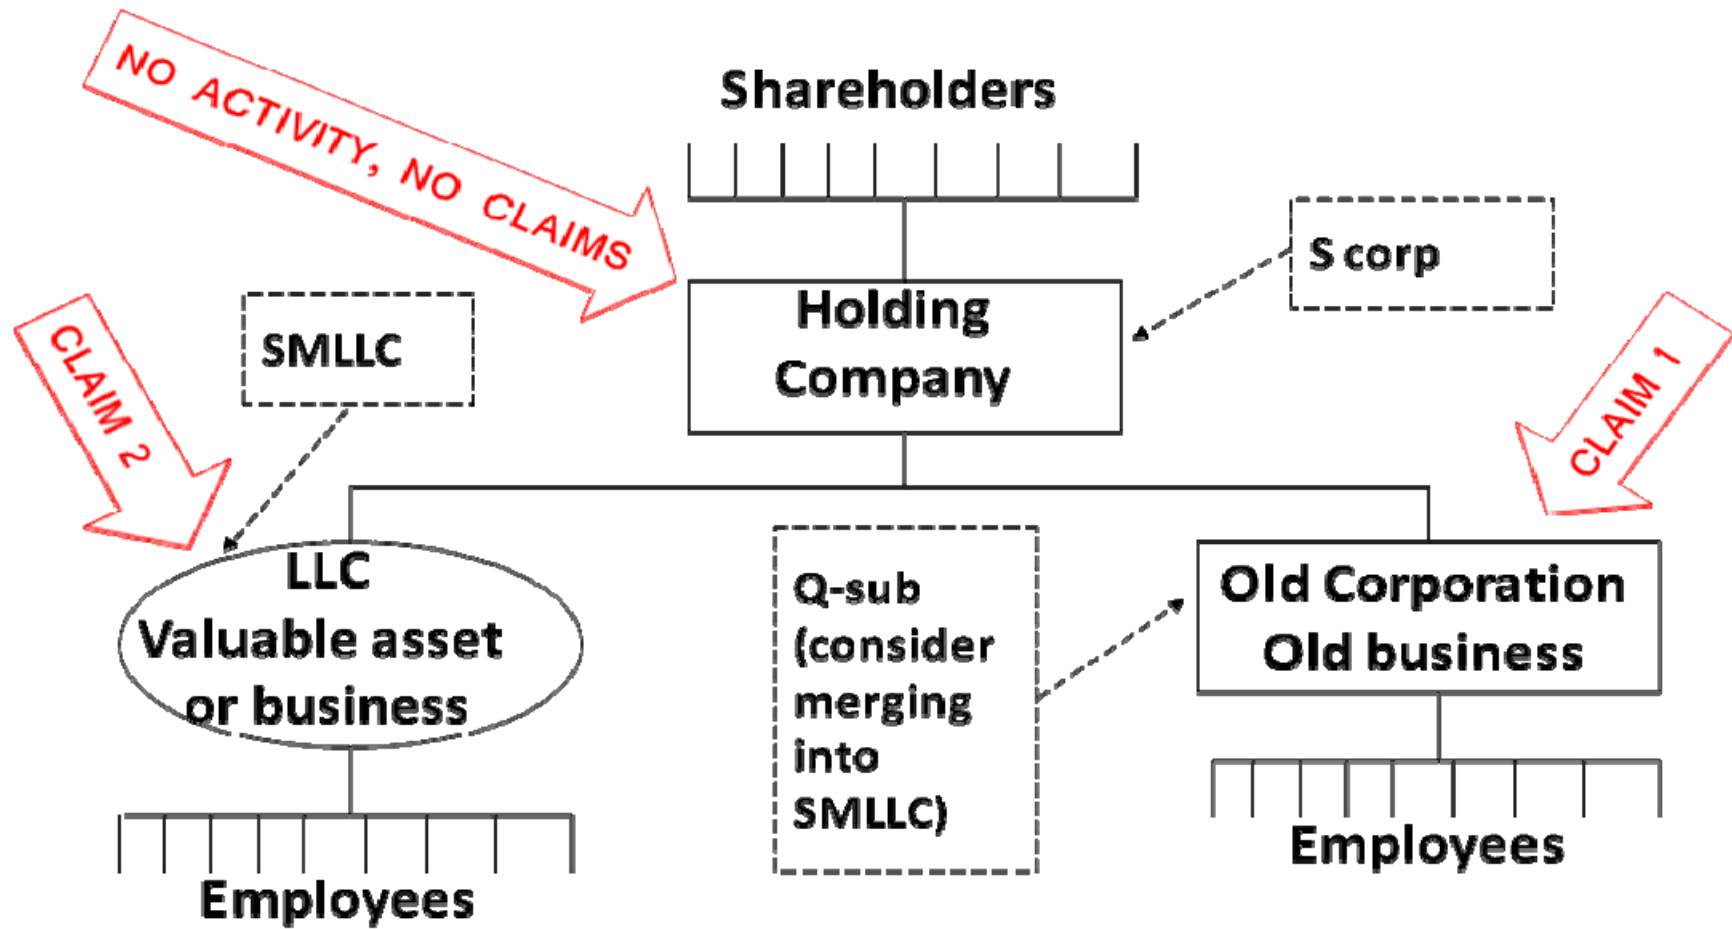 NO ACTIVITY, NO CLAIMS
Shareholders
S corp
Holding
Company
SMLLC
CLAIM 2
CLAIM 1
LLC
Valuable asset
or business
Q-sub
(consider
merging
into
SMLLC)
Old Corporation
Old business
Employees
Employees